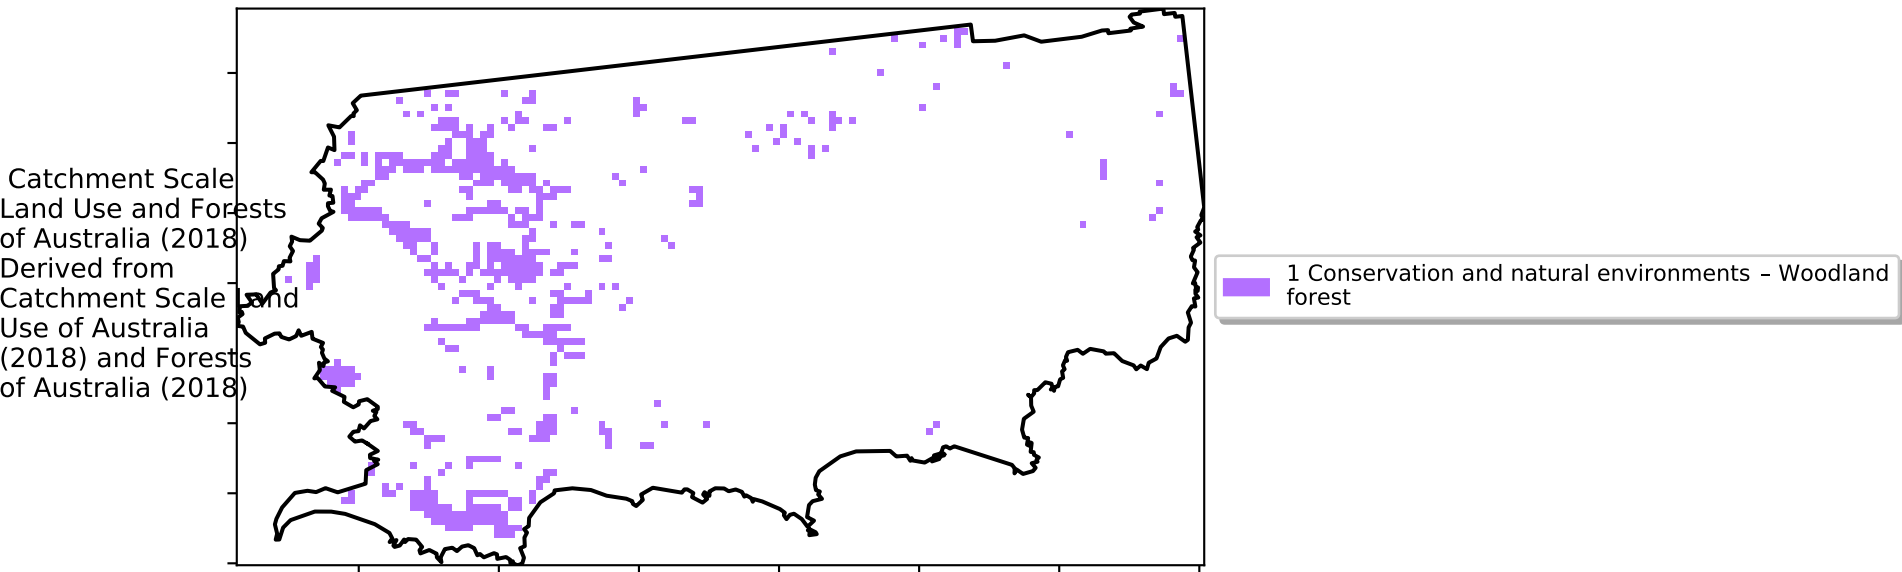 Catchment Scale
Land Use and Forests
of Australia (2018)
Derived from
Catchment Scale Land
Use of Australia
(2018) and Forests
of Australia (2018)
1 Conservation and natural environments – Woodland
forest